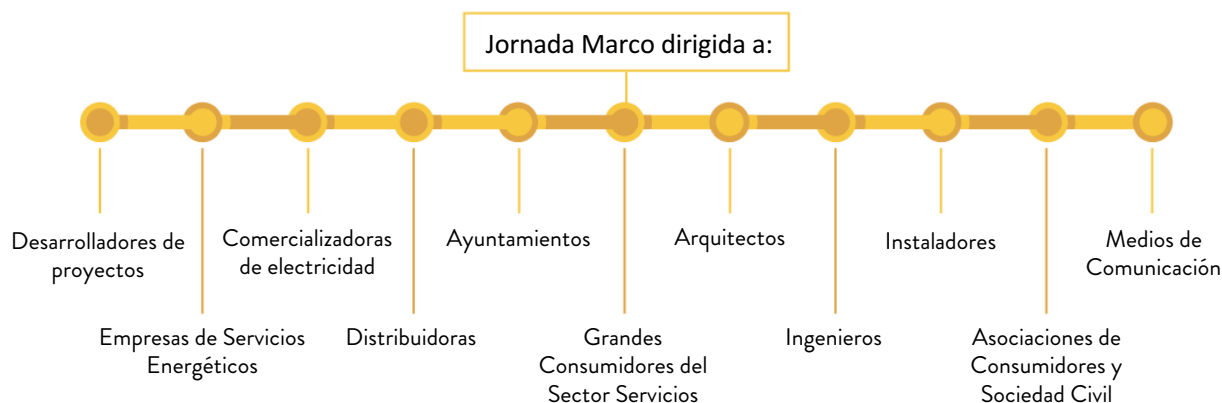 Jornada Marco dirigida a:
Desarrolladores de
proyectos
Empresas de Servicios
Energéticos
Comercializadoras
de electricidad
Distribuidoras
Ayuntamientos
Grandes
Consumidores del
Sector Servicios
Arquitectos
Ingenieros
Instaladores
Asociaciones de
Consumidores y
Sociedad Civil
Medios de
Comunicación